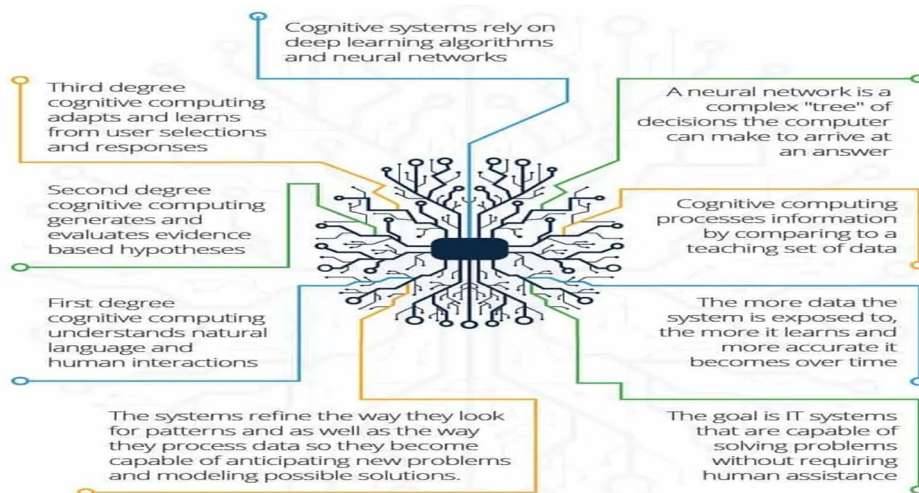 Cognitive systems rely on
deep learning algorithms
and neural networks
Third degree
cognitive computing
adapts and learns
from user selections
and responses
A neural network is a
complex "tree" of
decisions the computer
can make to arrive at
an answer
Second degree
cognitive computing
generates and
evaluates evidence
based hypotheses
Cognitive computing
processes information
by comparing to a
teaching set of data
First degree
cognitive computing
understands natural
language and
human interactions
The more data the
system is exposed to,
the more it learns and
more accurate it
becomes over time
The systems refine the way they look
for patterns and as well as the way
they process data so they become
capable of anticipating new problems
and modeling possible solutions.
The goal is IT systems
that are capable of
solving problems
without requiring
human assistance